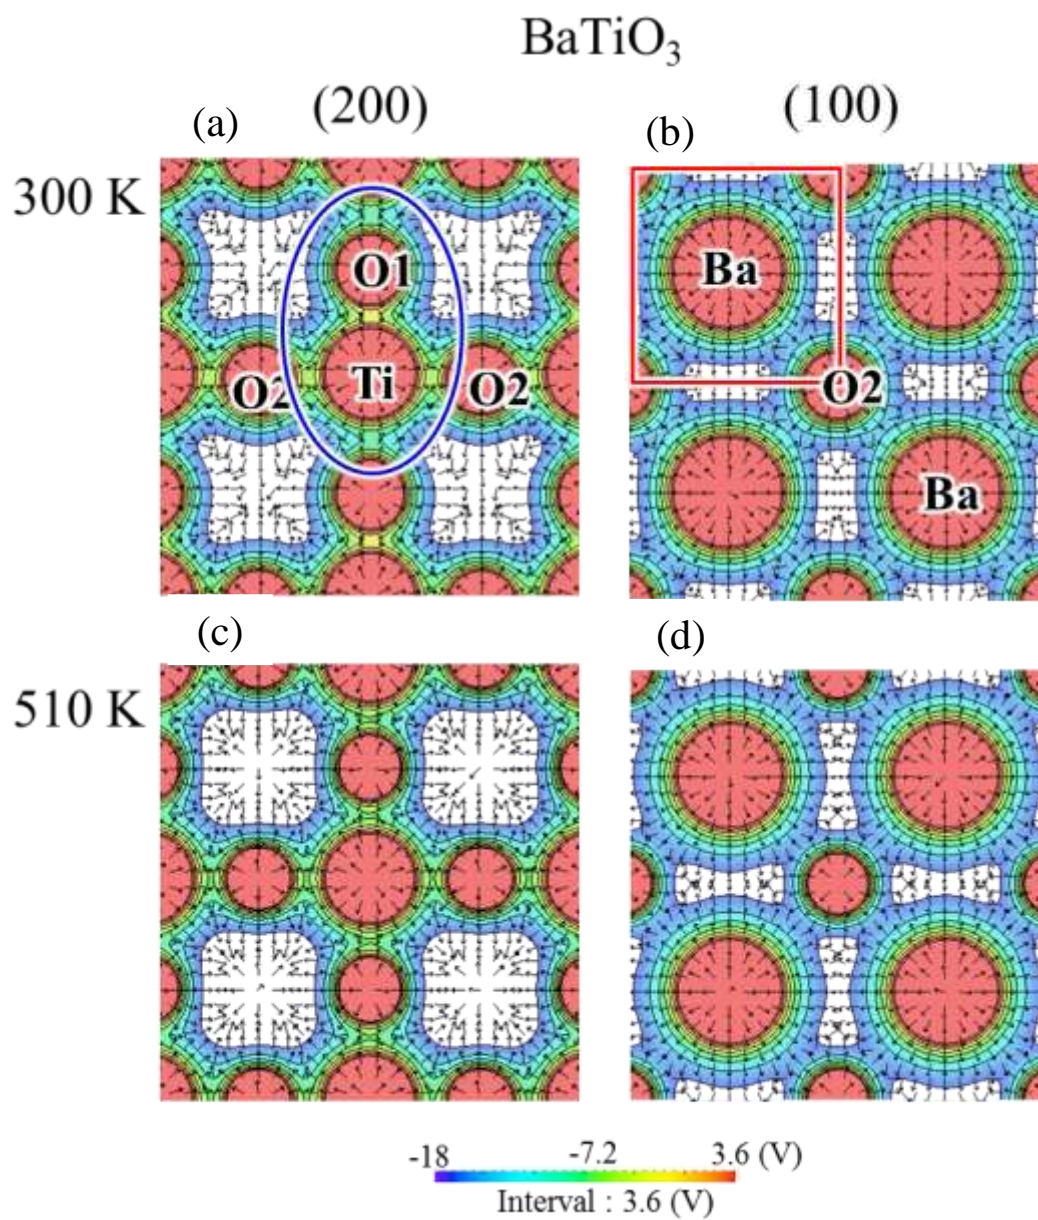 BaTiO₃
(200)
(100)
(a)
(b)
300 K
O1
Ba
O2
Ti
O2
O2
Ba
(c)
(d)
510 K
-18
-7.2
3.6 (V)
Interval : 3.6 (V)